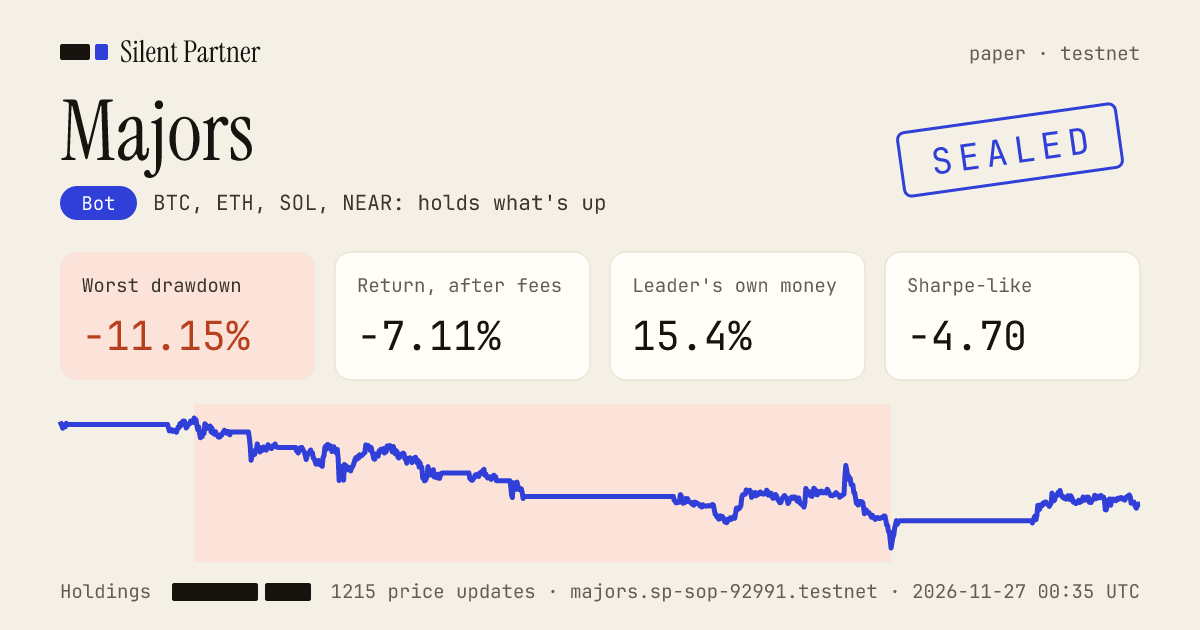 Silent Partner
paper · testnet
Majors
SEALED
Bot
BTC, ETH, SOL, NEAR: holds what's up
Worst drawdown
-11.15%
Return, after fees
-7.11%
Leader's own money
15.4%
Sharpe-like
-4.70
Holdings
1215 price updates · majors.sp-sop-92991.testnet · 2026-11-27 00:35 UTC